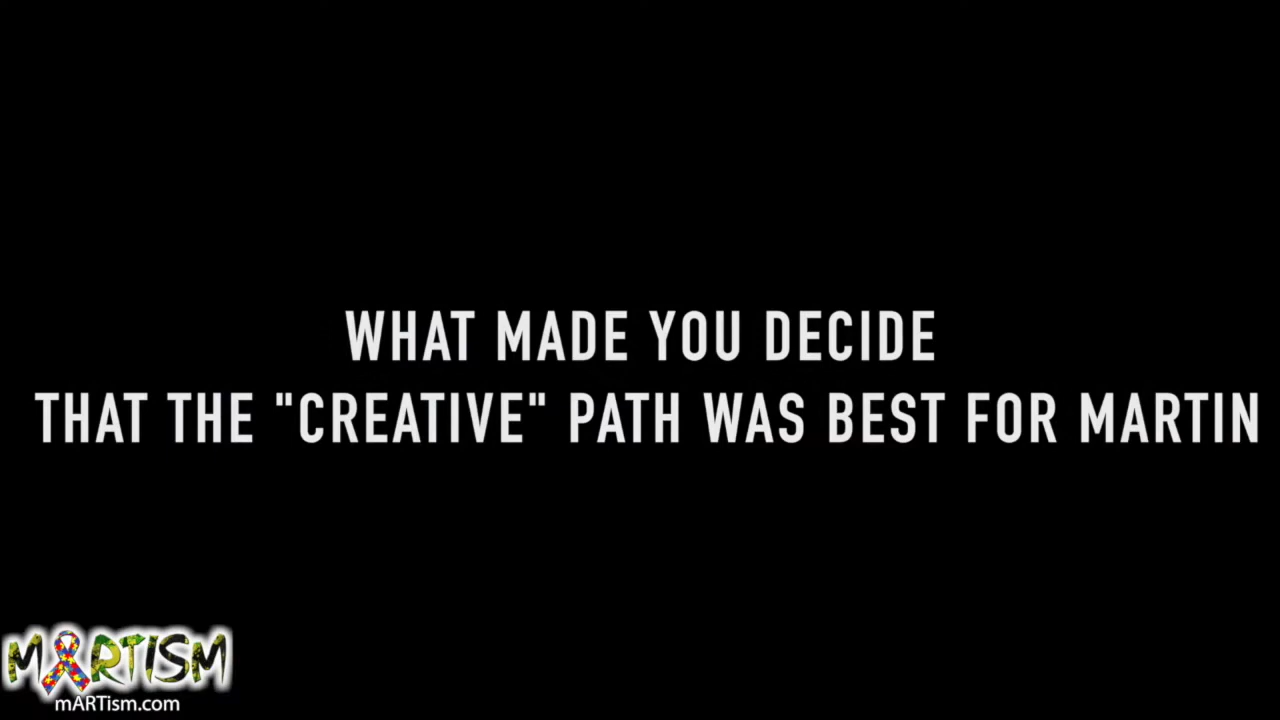 WHAT MADE YOU DECIDE
THAT THE "CREATIVE" PATH WAS BEST FOR MARTIN
MARTISM
mARTism.com